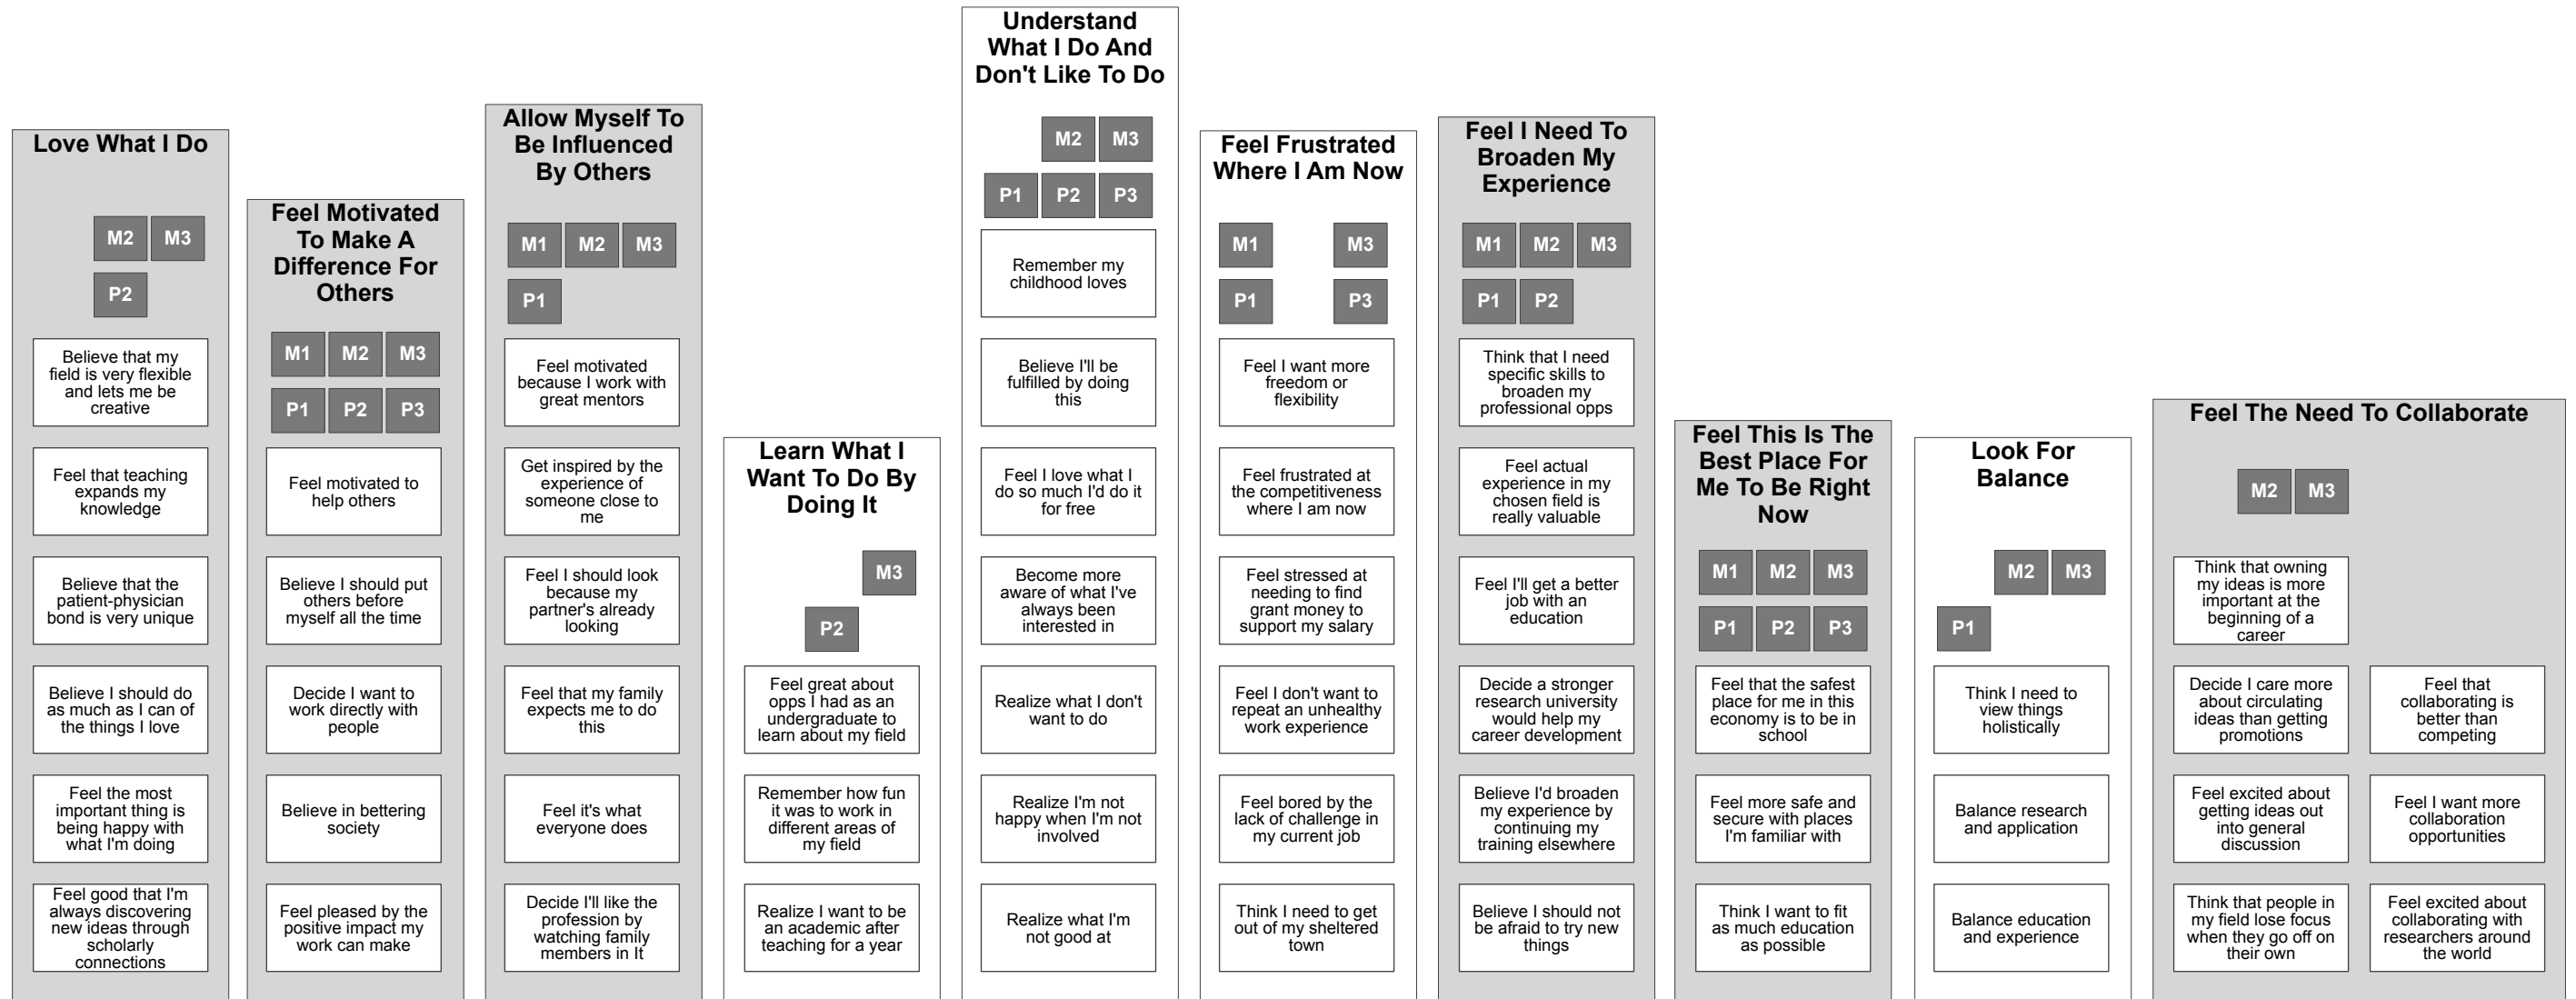 Love What I Do
M2 M3
P2
Believe that my
field is very flexible
and lets me be
creative
Feel that teaching
expands my
knowledge
Believe that the
patient-physician
bond is very unique
Believe I should do
as much as I can of
the things I love
Feel the most
important thing is
being happy with
what I'm doing
Feel good that I'm
always discovering
new ideas through
scholarly
connections
Feel Motivated
To Make A
Difference For
Others
M1 M2 M3
P1 P2 P3
Feel motivated to
help others
Believe I should put
others before
myself all the time
Decide I want to
work directly with
people
Believe in bettering
society
Feel pleased by the
positive impact my
work can make
Allow Myself To
Be Influenced
By Others
M1 M2 M3
P1
Feel motivated
because I work with
great mentors
Get inspired by the
experience of
someone close to
me
Feel I should look
because my
partner's already
looking
Feel that my family
expects me to do
this
Feel it's what
everyone does
Decide I'll like the
profession by
watching family
members in It
Learn What I
Want To Do By
Doing It
M3
P2
Feel great about
opps I had as an
undergraduate to
learn about my field
Remember how fun
it was to work in
different areas of
my field
Realize I want to be
an academic after
teaching for a year
Understand
What I Do And
Don't Like To Do
M2 M3
P1 P2 P3
Remember my
childhood loves
Believe I'll be
fulfilled by doing
this
Feel I love what I
do so much I'd do it
for free
Become more
aware of what I've
always been
interested in
Realize what I don't
want to do
Realize I'm not
happy when I'm not
involved
Realize what I'm
not good at
Feel Frustrated
Where I Am Now
M1 M3
P1 P3
Feel I want more
freedom or
flexibility
Feel frustrated at
the competitiveness
where I am now
Feel stressed at
needing to find
grant money to
support my salary
Feel I don't want to
repeat an unhealthy
work experience
Feel bored by the
lack of challenge in
my current job
Think I need to get
out of my sheltered
town
Feel I Need To
Broaden My
Experience
M1 M2 M3
P1 P2
Think that I need
specific skills to
broaden my
professional opps
Feel actual
experience in my
chosen field is
really valuable
Feel I'll get a better
job with an
education
Decide a stronger
research university
would help my
career development
Believe I'd broaden
my experience by
continuing my
training elsewhere
Believe I should not
be afraid to try new
things
Feel This Is The
Best Place For
Me To Be Right
Now
M1 M2 M3
P1 P2 P3
Feel that the safest
place for me in this
economy is to be in
school
Feel more safe and
secure with places
I'm familiar with
Think I want to fit
as much education
as possible
Look For
Balance
M2 M3
P1
Think I need to
view things
holistically
Balance research
and application
Balance education
and experience
Feel The Need To Collaborate
M2 M3
Think that owning
my ideas is more
important at the
beginning of a
career
Decide I care more
about circulating
ideas than getting
promotions
Feel excited about
getting ideas out
into general
discussion
Think that people in
my field lose focus
when they go off on
their own
Feel that
collaborating is
better than
competing
Feel I want more
collaboration
opportunities
Feel excited about
collaborating with
researchers around
the world